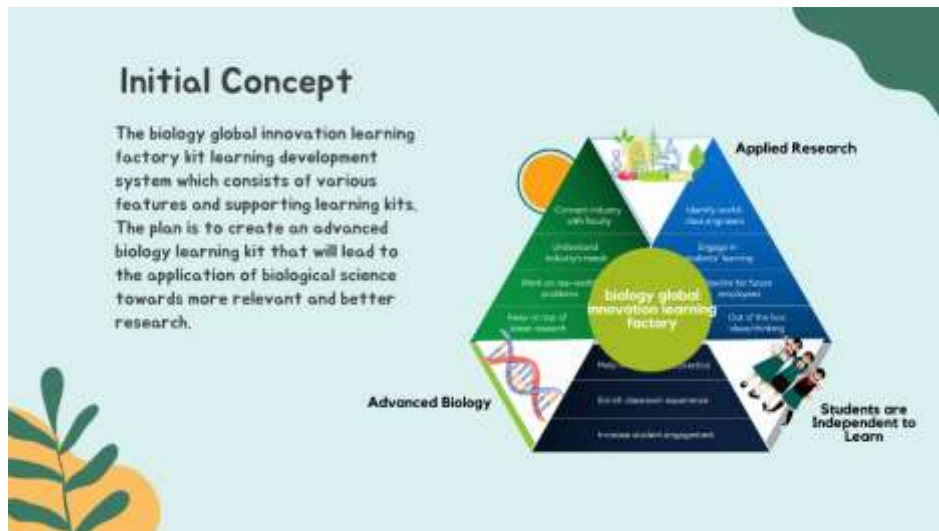 Initial Concept
The biology global innovation learning
factory kit learning development
system which consists of various
features and supporting learning kits.
The plan is to create an advanced
biology learning kit that will lead to
the application of biological science
towards more relevant and better
research.
Applied Research
Connect industry
with faculty
Understand
industry's needs
Work on
problems
Keep on top of
research
Identify world-
class engineers
Engage in
learning
for future
employees
Out of the box
ideas/thinking
biology global
innovation learning
factory
Enrich classroom experience
Increase student engagement
Advanced Biology
Students are
Independent to
Learn